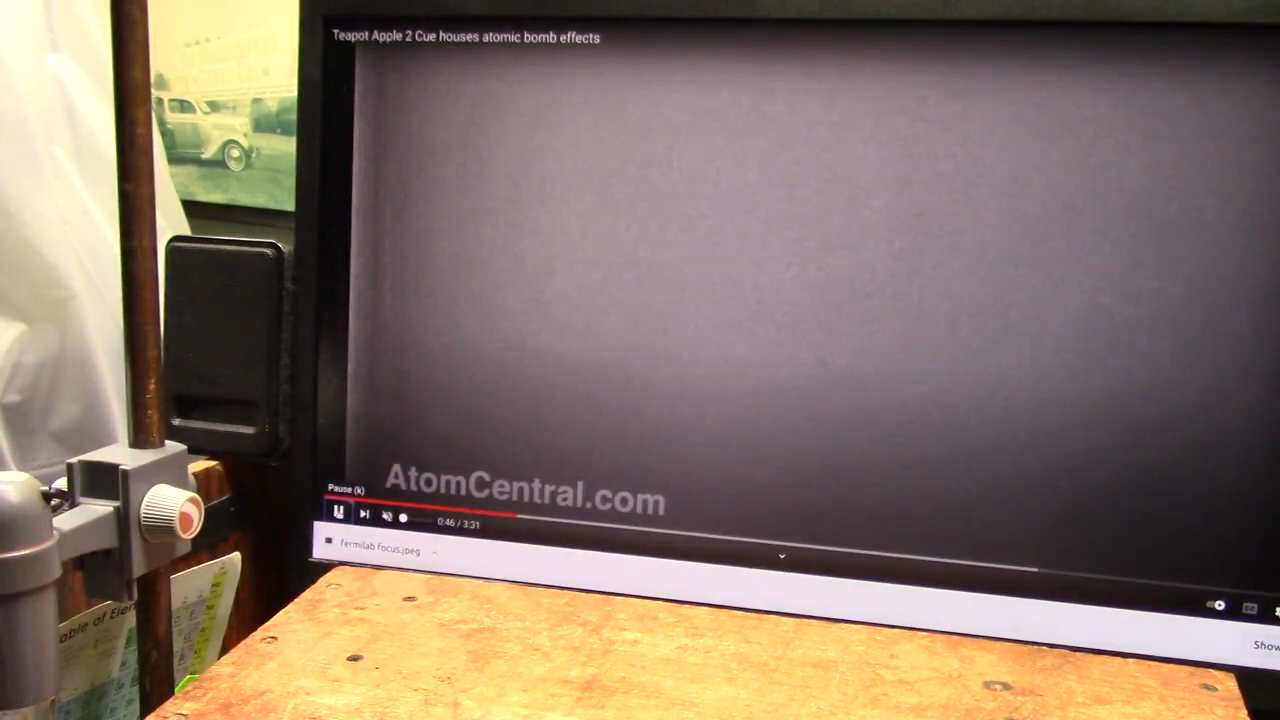 Teapot Apple 2 Cue houses atomic bomb effects
AtomCentral.com
Pause (k)
0:46 / 3:31
fermilab focus.jpeg
Show
able of Elem